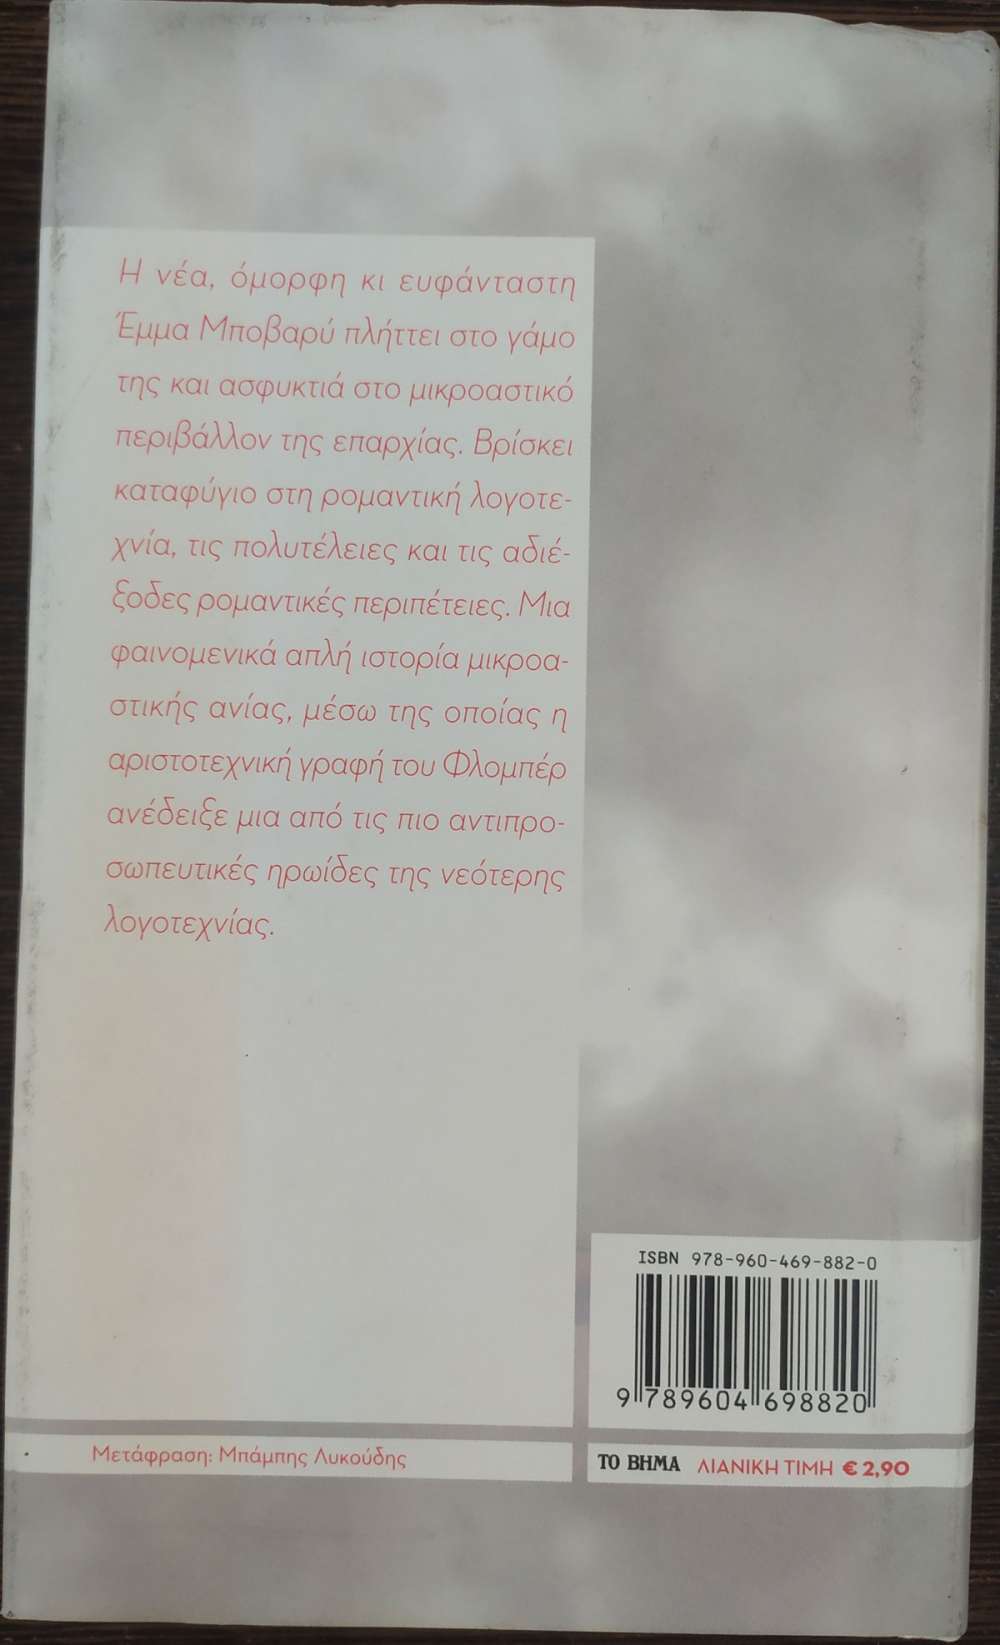 Η νέα, όμορφη κι ευφάνταστη
Έμμα Μποβαρύ πλήττει στο γάμο
της και ασφυκτιά στο μικροαστικό
περιβάλλον της επαρχίας. Βρίσκει
καταφύγιο στη ρομαντική λογοτε-
χνία, τις πολυτέλειες και τις αδιέ-
ξοδες ρομαντικές περιπέτειες. Μια
φαινομενικά απλή ιστορία μικροα-
στικής ανίας, μέσω της οποίας η
αριστοτεχνική γραφή του Φλομπέρ
ανέδειξε μια από τις πιο αντιπρο-
σωπευτικές ηρωίδες της νεότερης
λογοτεχνίας.
ISBN 978-960-469-882-0
9 789604 698820
Μετάφραση: Μπάμπης Λυκούδης
ΤΟ ΒΗΜΑ ΛΙΑΝΙΚΗ ΤΙΜΗ € 2,90